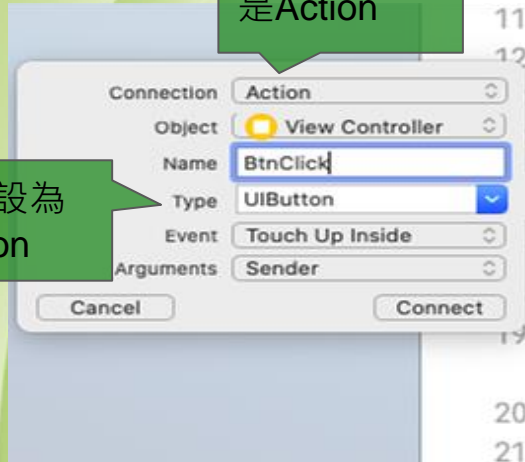 是Action
11
12
Connection Action
Object View Controller
Name BtnClick
設為
Type UIButton
on
Event Touch Up Inside
Arguments Sender
Cancel Connect
19
20
21